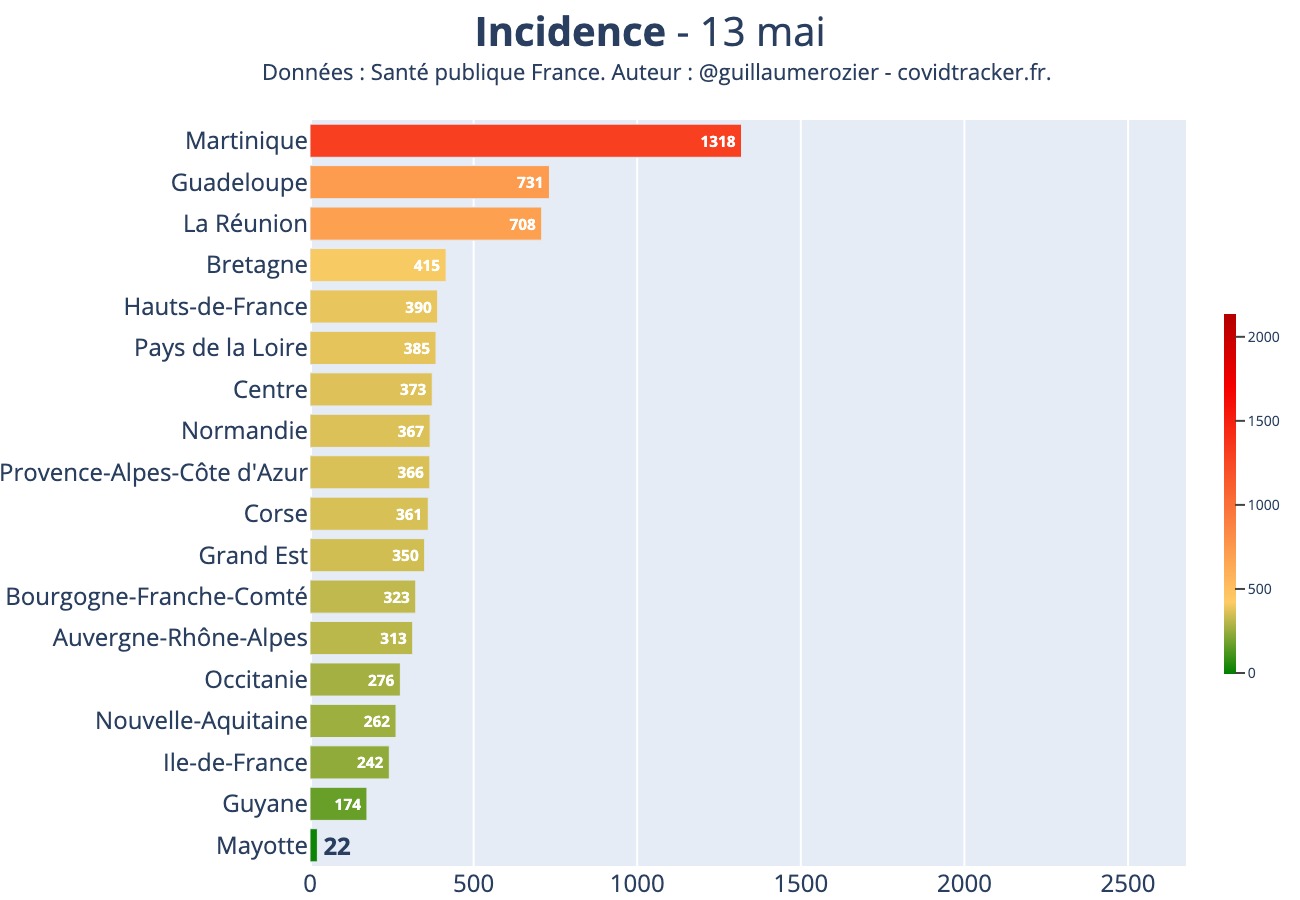 Incidence - 13 mai
Données : Santé publique France. Auteur : @guillaumerozier - covidtracker.fr.
Martinique 1318
Guadeloupe 731
La Réunion 708
Bretagne 415
Hauts-de-France 390
Pays de la Loire 385
Centre 373
Normandie 367
Provence-Alpes-Côte d'Azur 366
Corse 361
Grand Est 350
Bourgogne-Franche-Comté 323
Auvergne-Rhône-Alpes 313
Occitanie 276
Nouvelle-Aquitaine 262
Ile-de-France 242
Guyane 174
Mayotte 22
0 500 1000 1500 2000 2500
2000
1500
1000
500
0